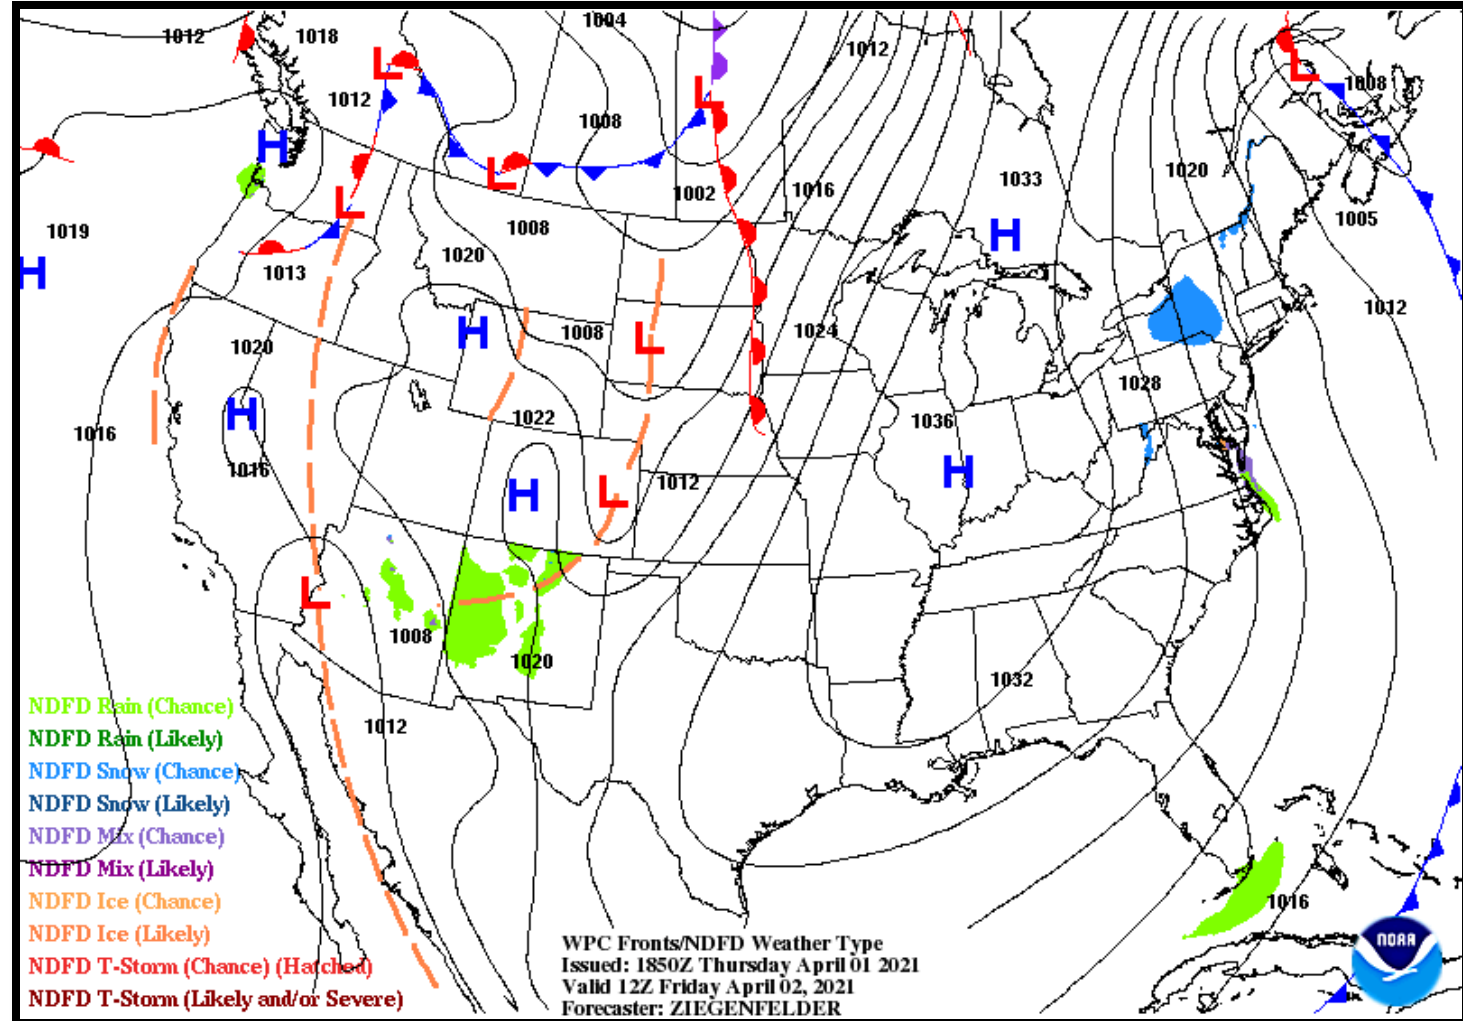 1012
1018
1004
1012
1008
1012
1008
1020
1033
1002
1016
1005
1019
1008
1020
1013
1012
1020
1008
1024
1028
1022
1036
1016
1016
1012
1008
1020
1032
1012
1016
H
H
H
H
H
H
H
L
L
L
L
L
L
L
L
NDFD Rain (Chance)
NDFD Rain (Likely)
NDFD Snow (Chance)
NDFD Snow (Likely)
NDFD Mix (Chance)
NDFD Mix (Likely)
NDFD Ice (Chance)
NDFD Ice (Likely)
NDFD T-Storm (Chance) (Hatched)
NDFD T-Storm (Likely and/or Severe)
WPC Fronts/NDFD Weather Type
Issued: 1850Z Thursday April 01 2021
Valid 12Z Friday April 02, 2021
Forecaster: ZIEGENFELDER
NOAA